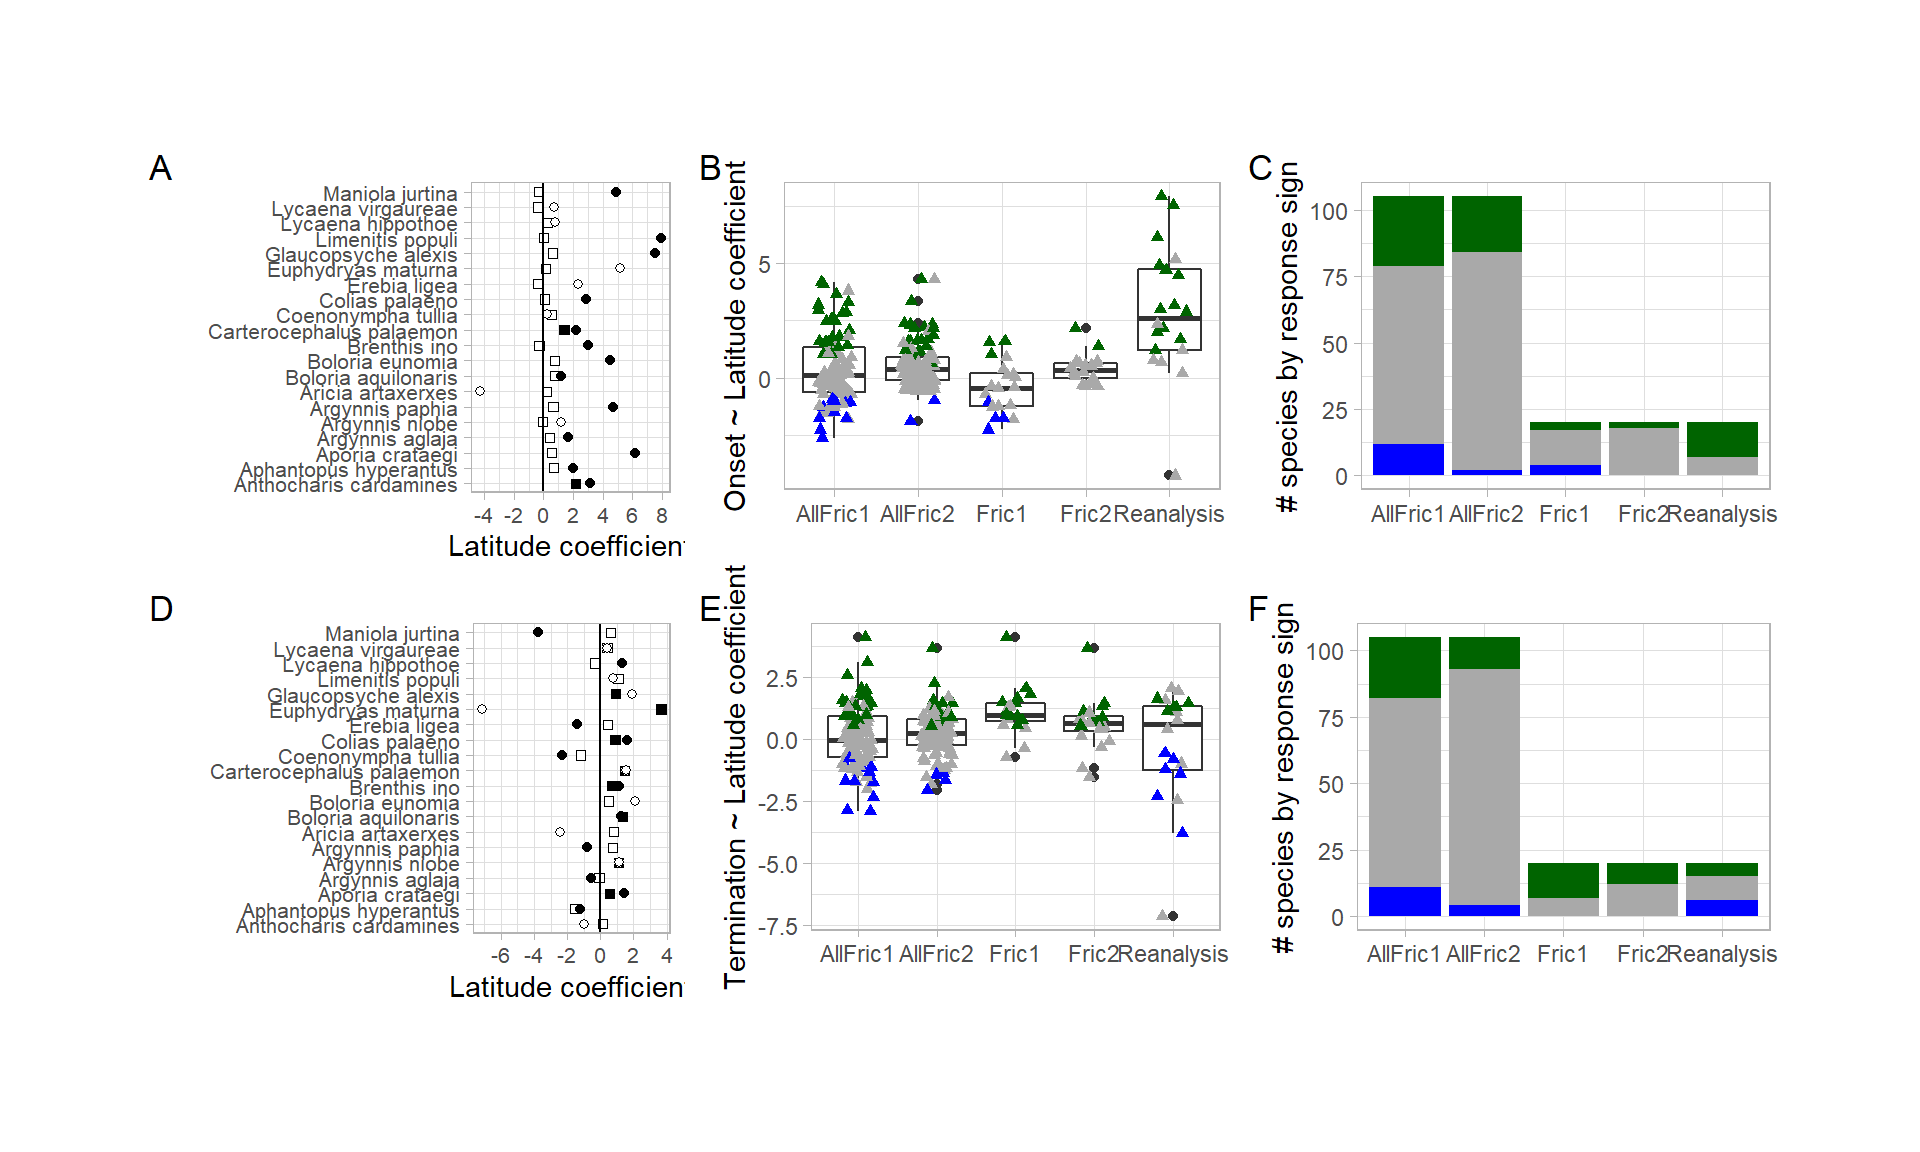 A
Maniola jurtina
Lycaena virgaureae
Lycaena hippothoe
Limenitis populi
Glaucopsyche alexis
Euphydryas maturna
Erebia ligea
Colias palaeno
Coenonympha tullia
Carterocephalus palaemon
Brenthis ino
Boloria eunomia
Boloria aquilonaris
Aricia artaxerxes
Argynnis paphia
Argynnis niobe
Argynnis aglaja
Aporia crataegi
Aphantopus hyperantus
Anthocharis cardamines
-4 -2 0 2 4 6 8
Latitude coefficient
B
Onset ~ Latitude coefficient
5
0
AllFric1 AllFric2 Fric1 Fric2 Reanalysis
C
# species by response sign
100
75
50
25
0
AllFric1 AllFric2 Fric1 Fric2 Reanalysis
D
Maniola jurtina
Lycaena virgaureae
Lycaena hippothoe
Limenitis populi
Glaucopsyche alexis
Euphydryas maturna
Erebia ligea
Colias palaeno
Coenonympha tullia
Carterocephalus palaemon
Brenthis ino
Boloria eunomia
Boloria aquilonaris
Aricia artaxerxes
Argynnis paphia
Argynnis niobe
Argynnis aglaja
Aporia crataegi
Aphantopus hyperantus
Anthocharis cardamines
-6 -4 -2 0 2 4
Latitude coefficient
E
Termination ~ Latitude coefficient
2.5
0.0
-2.5
-5.0
-7.5
AllFric1 AllFric2 Fric1 Fric2 Reanalysis
F
# species by response sign
100
75
50
25
0
AllFric1 AllFric2 Fric1 Fric2 Reanalysis